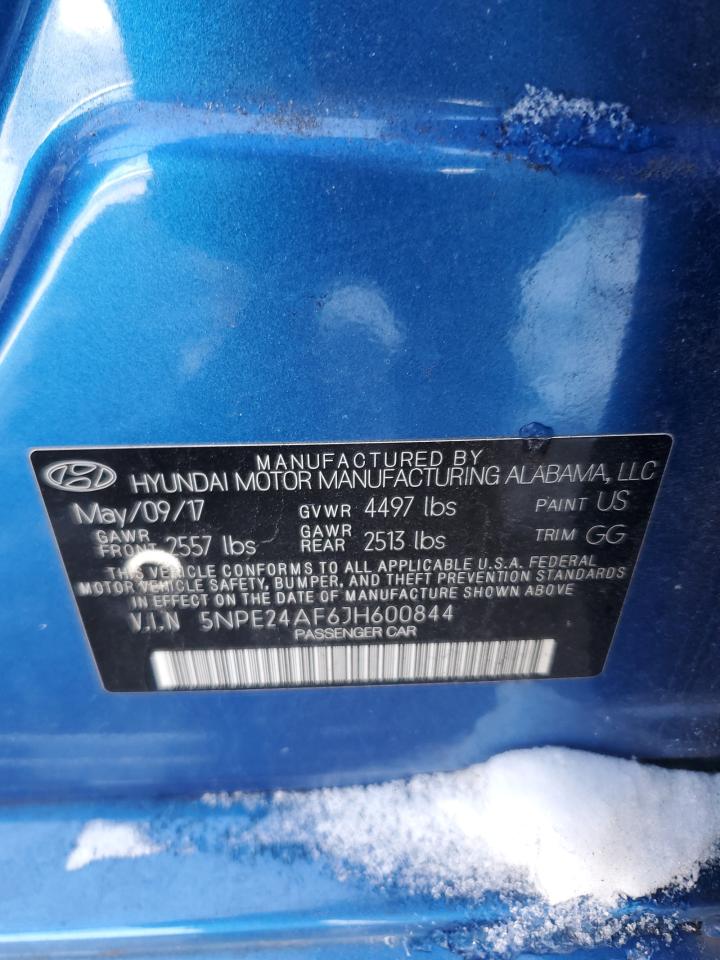 MANUFACTURED BY
HYUNDAI MOTOR MANUFACTURING ALABAMA, LLC
May/09/17 GVWR 4497 lbs PAINT US
GAWR FRONT 2557 lbs GAWR REAR 2513 lbs TRIM GG
THIS VEHICLE CONFORMS TO ALL APPLICABLE U.S.A. FEDERAL
MOTOR VEHICLE SAFETY, BUMPER, AND THEFT PREVENTION STANDARDS
IN EFFECT ON THE DATE OF MANUFACTURE SHOWN ABOVE
V.I.N 5NPE24AF6JH600844
PASSENGER CAR